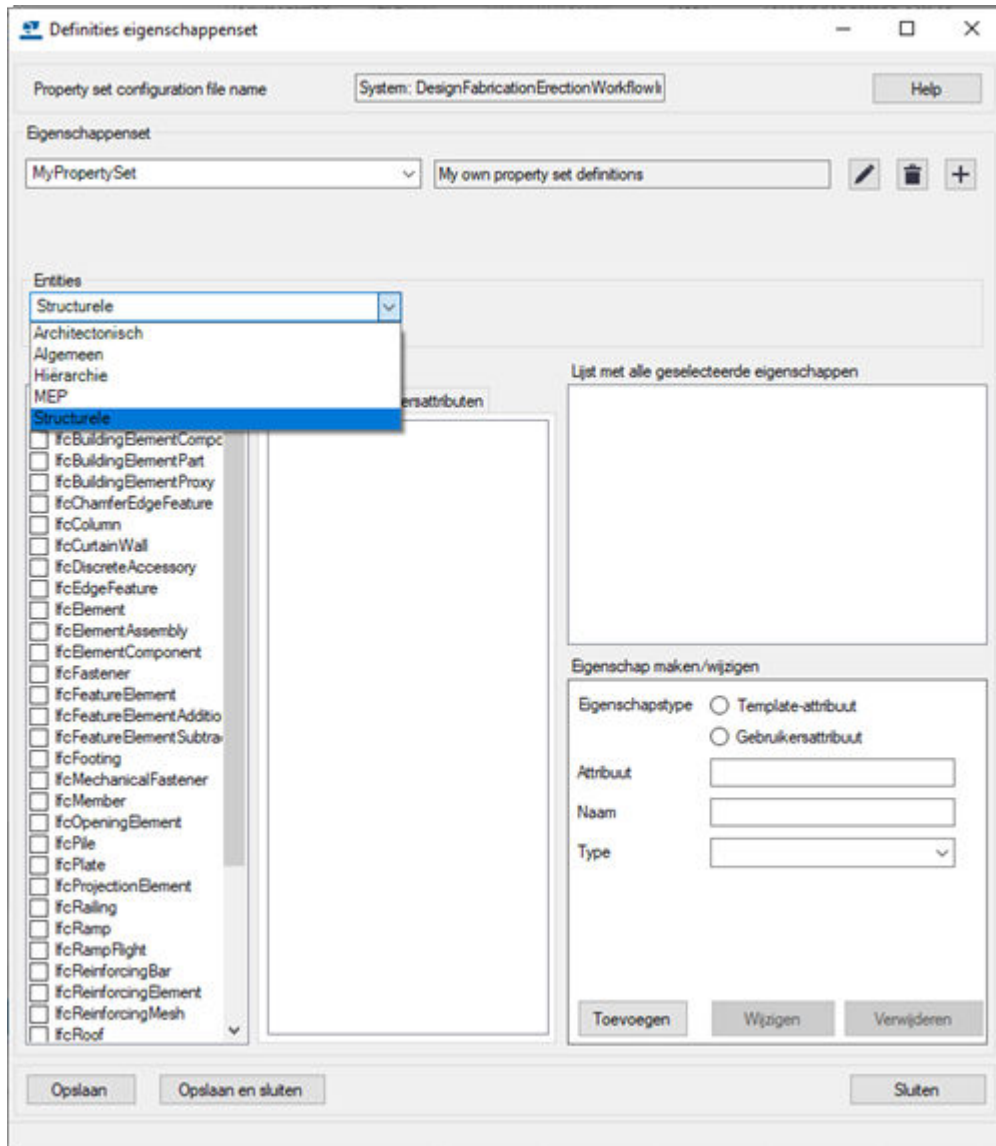 Definities eigenschappenset
Property set configuration file name
System: DesignFabricationErectionWorkflow
Help
Eigenschappenset
MyPropertySet
My own property set definitions
Entities
Structurele
Architectonisch
Algemeen
Hiërarchie
MEP
Structurele
ersattributen
Lijst met alle geselecteerde eigenschappen
IfcBuildingElementCompc
IfcBuildingElementPart
IfcBuildingElementProxy
IfcChamferEdgeFeature
IfcColumn
IfcCurtainWall
IfcDiscreteAccessory
IfcEdgeFeature
IfcElement
IfcElementAssembly
IfcElementComponent
IfcFastener
IfcFeatureElement
IfcFeatureElementAdditio
IfcFeatureElementSubtra
IfcFooting
IfcMechanicalFastener
IfcMember
IfcOpeningElement
IfcPile
IfcPlate
IfcProjectionElement
IfcRailing
IfcRamp
IfcRampFlight
IfcReinforcingBar
IfcReinforcingElement
IfcReinforcingMesh
IfcRoof
Eigenschap maken/wijzigen
Eigenschapstype
Template-attribuut
Gebruikersattribuut
Attribuut
Naam
Type
Toevoegen
Wijzigen
Verwijderen
Opslaan
Opslaan en sluiten
Sluiten